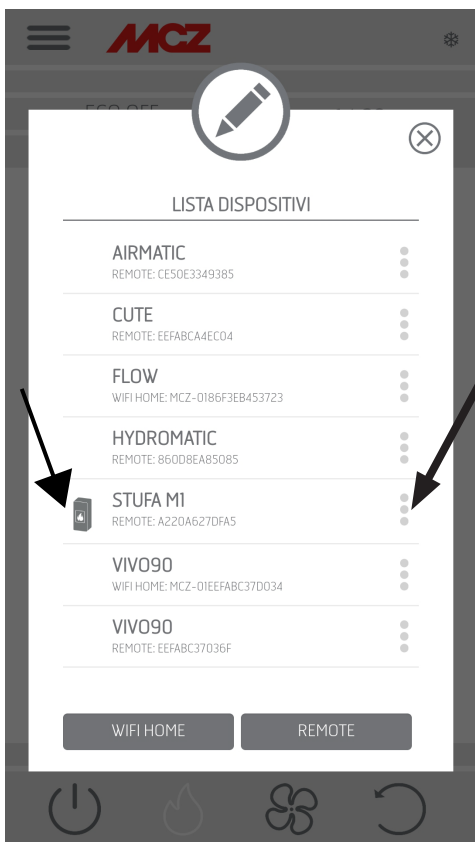 MCZ
LISTA DISPOSITIVI
AIRMATIC
REMOTE: CE50E3349385
CUTE
REMOTE: EEFABCA4EC04
FLOW
WIFI HOME: MCZ-0186F3EB453723
HYDROMATIC
REMOTE: 860D8EA85085
STUFA M1
REMOTE: A220A627DFA5
VIVO90
WIFI HOME: MCZ-01EEFABC37D034
VIVO90
REMOTE: EEFABC37036F
WIFI HOME REMOTE